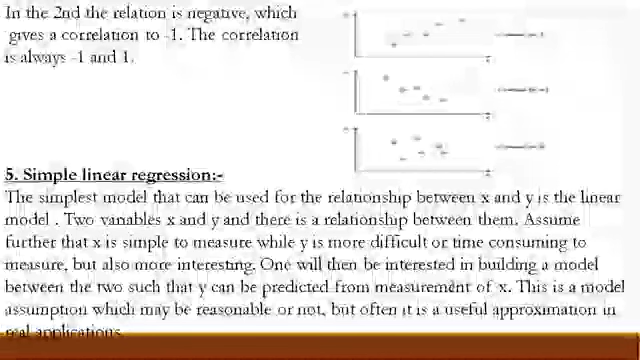 In the 2nd the relation is negative, which
gives a correlation to -1. The correlation
is always -1 and 1.
5. Simple linear regression:-
The simplest model that can be used for the relationship between x and y is the linear
model . Two variables x and y and there is a relationship between them. Assume
further that x is simple to measure while y is more difficult or time consuming to
measure, but also more interesting. One will then be interested in building a model
between the two such that y can be predicted from measurement of x. This is a model
assumption which may be reasonable or not, but often it is a useful approximation in
real applications.